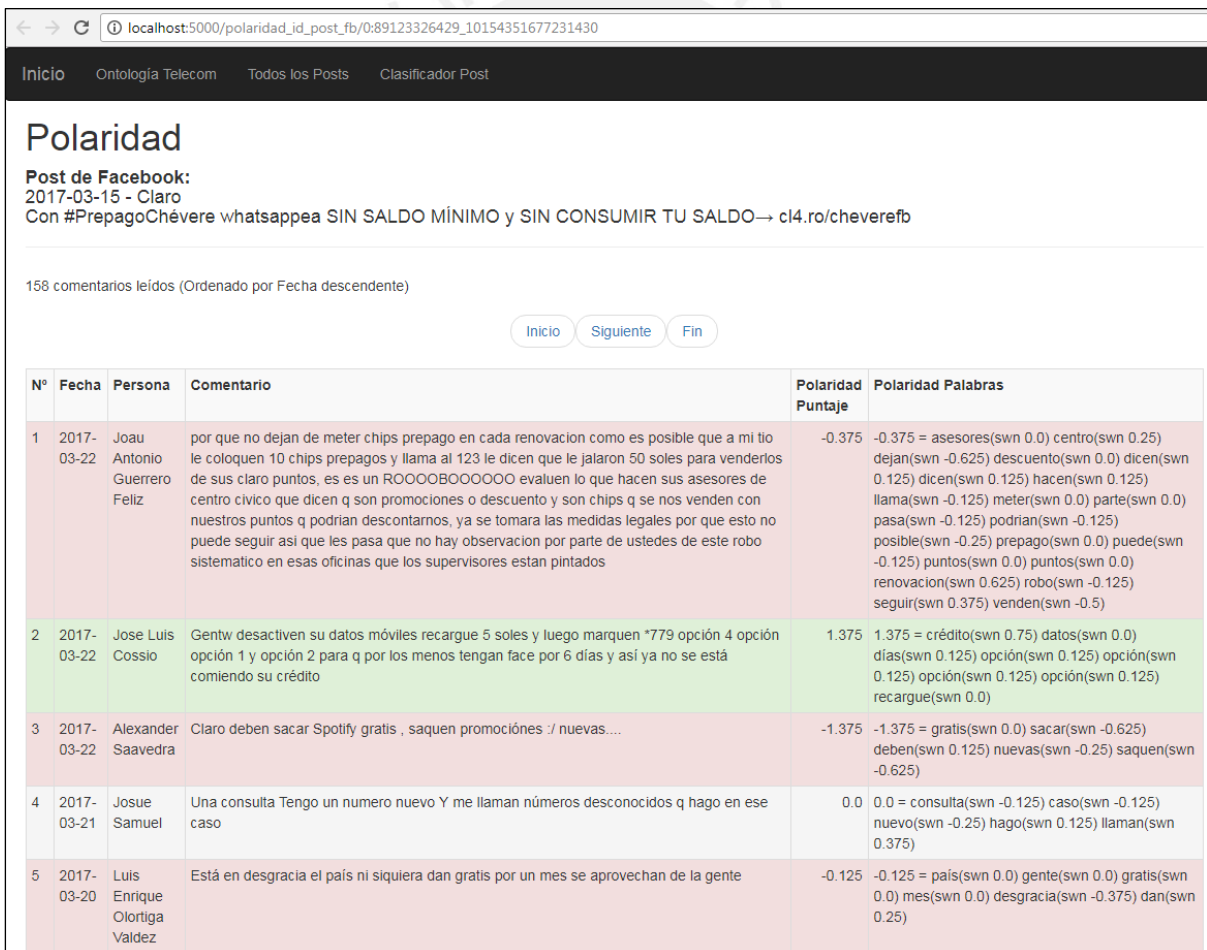 localhost:5000/polaridad_id_post_fb/0:89123326429_10154351677231430
Inicio Ontología Telecom Todos los Posts Clasificador Post
Polaridad
Post de Facebook:
2017-03-15 - Claro
Con #PrepagoChévere whatsappea SIN SALDO MÍNIMO y SIN CONSUMIR TU SALDO→ cl4.ro/cheverefb
158 comentarios leídos (Ordenado por Fecha descendente)
Inicio Siguiente Fin
Nº Fecha Persona Comentario Polaridad Puntaje Polaridad Palabras
1 2017-03-22 Joau Antonio Guerrero Feliz
por que no dejan de meter chips prepago en cada renovacion como es posible que a mi tio
le coloquen 10 chips prepagos y llama al 123 le dicen que le jalaron 50 soles para venderlos
de sus claro puntos, es es un ROOOOBOOOOOO evaluen lo que hacen sus asesores de
centro civico que dicen q son promociones o descuento y son chips q se nos venden con
nuestros puntos q podrian descontarnos, ya se tomara las medidas legales por que esto no
puede seguir asi que les pasa que no hay observacion por parte de ustedes de este robo
sistematico en esas oficinas que los supervisores estan pintados
-0.375
-0.375 = asesores(swn 0.0) centro(swn 0.25)
dejan(swn -0.625) descuento(swn 0.0) dicen(swn
0.125) dicen(swn 0.125) hacen(swn 0.125)
llama(swn -0.125) meter(swn 0.0) parte(swn 0.0)
pasa(swn -0.125) podrian(swn -0.125)
posible(swn -0.25) prepago(swn 0.0) puede(swn
-0.125) puntos(swn 0.0) puntos(swn 0.0)
renovacion(swn 0.625) robo(swn -0.125)
seguir(swn 0.375) venden(swn -0.5)
2 2017-03-22 Jose Luis Cossio
Gentw desactiven su datos móviles recargue 5 soles y luego marquen *779 opción 4 opción
opción 1 y opción 2 para q por los menos tengan face por 6 días y así ya no se está
comiendo su crédito
1.375
1.375 = crédito(swn 0.75) datos(swn 0.0)
días(swn 0.125) opción(swn 0.125) opción(swn
0.125) opción(swn 0.125) opción(swn 0.125)
recargue(swn 0.0)
3 2017-03-22 Alexander Saavedra
Claro deben sacar Spotify gratis , saquen promociónes :/ nuevas....
-1.375
-1.375 = gratis(swn 0.0) sacar(swn -0.625)
deben(swn 0.125) nuevas(swn -0.25) saquen(swn
-0.625)
4 2017-03-21 Josue Samuel
Una consulta Tengo un numero nuevo Y me llaman números desconocidos q hago en ese
caso
0.0
0.0 = consulta(swn -0.125) caso(swn -0.125)
nuevo(swn -0.25) hago(swn 0.125) llaman(swn
0.375)
5 2017-03-20 Luis Enrique Olortiga Valdez
Está en desgracia el país ni siquiera dan gratis por un mes se aprovechan de la gente
-0.125
-0.125 = país(swn 0.0) gente(swn 0.0) gratis(swn
0.0) mes(swn 0.0) desgracia(swn -0.375) dan(swn
0.25)